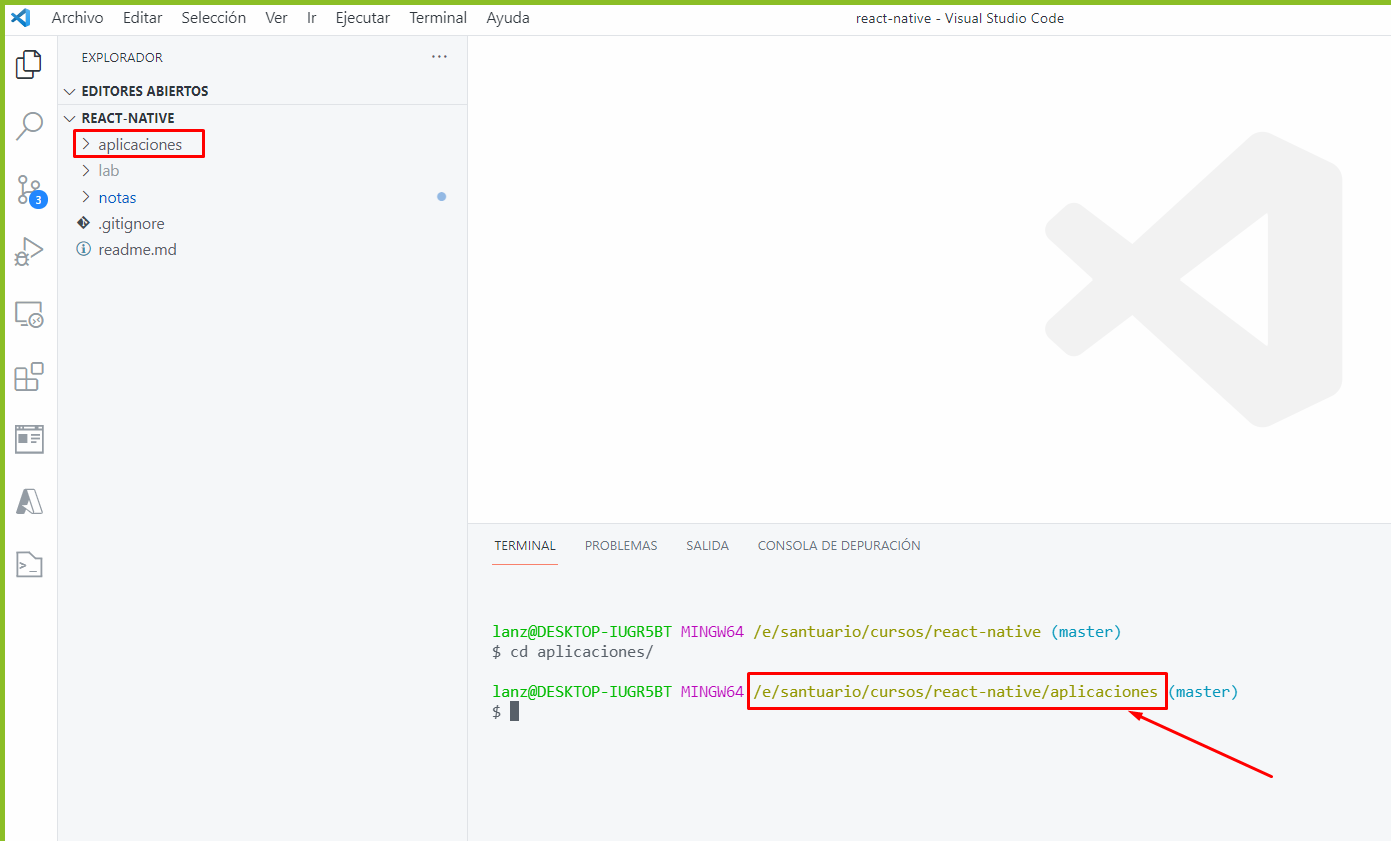 Archivo Editar Selección Ver Ir Ejecutar Terminal Ayuda
react-native - Visual Studio Code
EXPLORADOR
EDITORES ABIERTOS
REACT-NATIVE
aplicaciones
lab
notas
.gitignore
readme.md
3
TERMINAL PROBLEMAS SALIDA CONSOLA DE DEPURACIÓN
lanz@DESKTOP-IUGR5BT MINGW64 /e/santuario/cursos/react-native (master)
$ cd aplicaciones/
lanz@DESKTOP-IUGR5BT MINGW64 /e/santuario/cursos/react-native/aplicaciones (master)
$